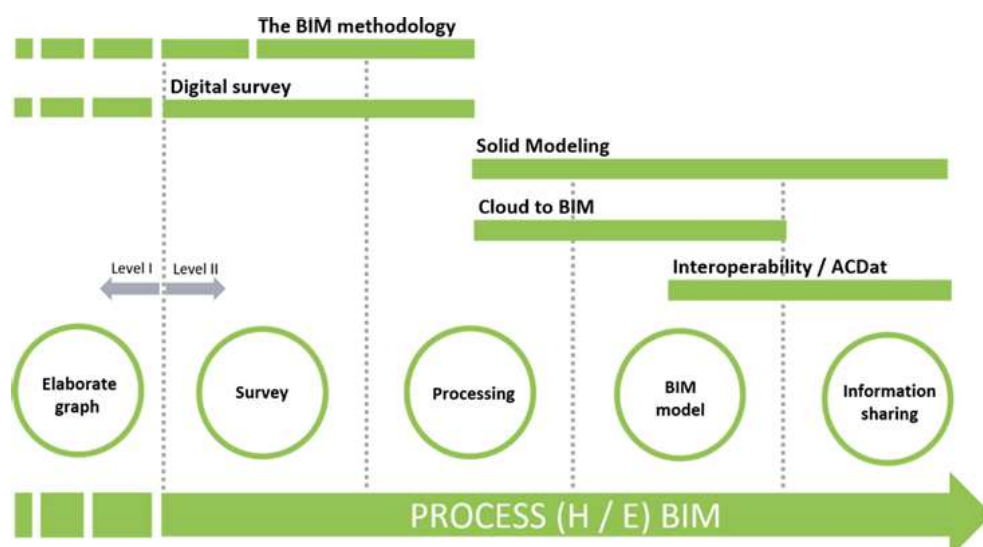 The BIM methodology
Digital survey
Solid Modeling
Cloud to BIM
Interoperability / ACDat
Level I
Level II
Elaborate
graph
Survey
Processing
BIM
model
Information
sharing
PROCESS (H / E) BIM